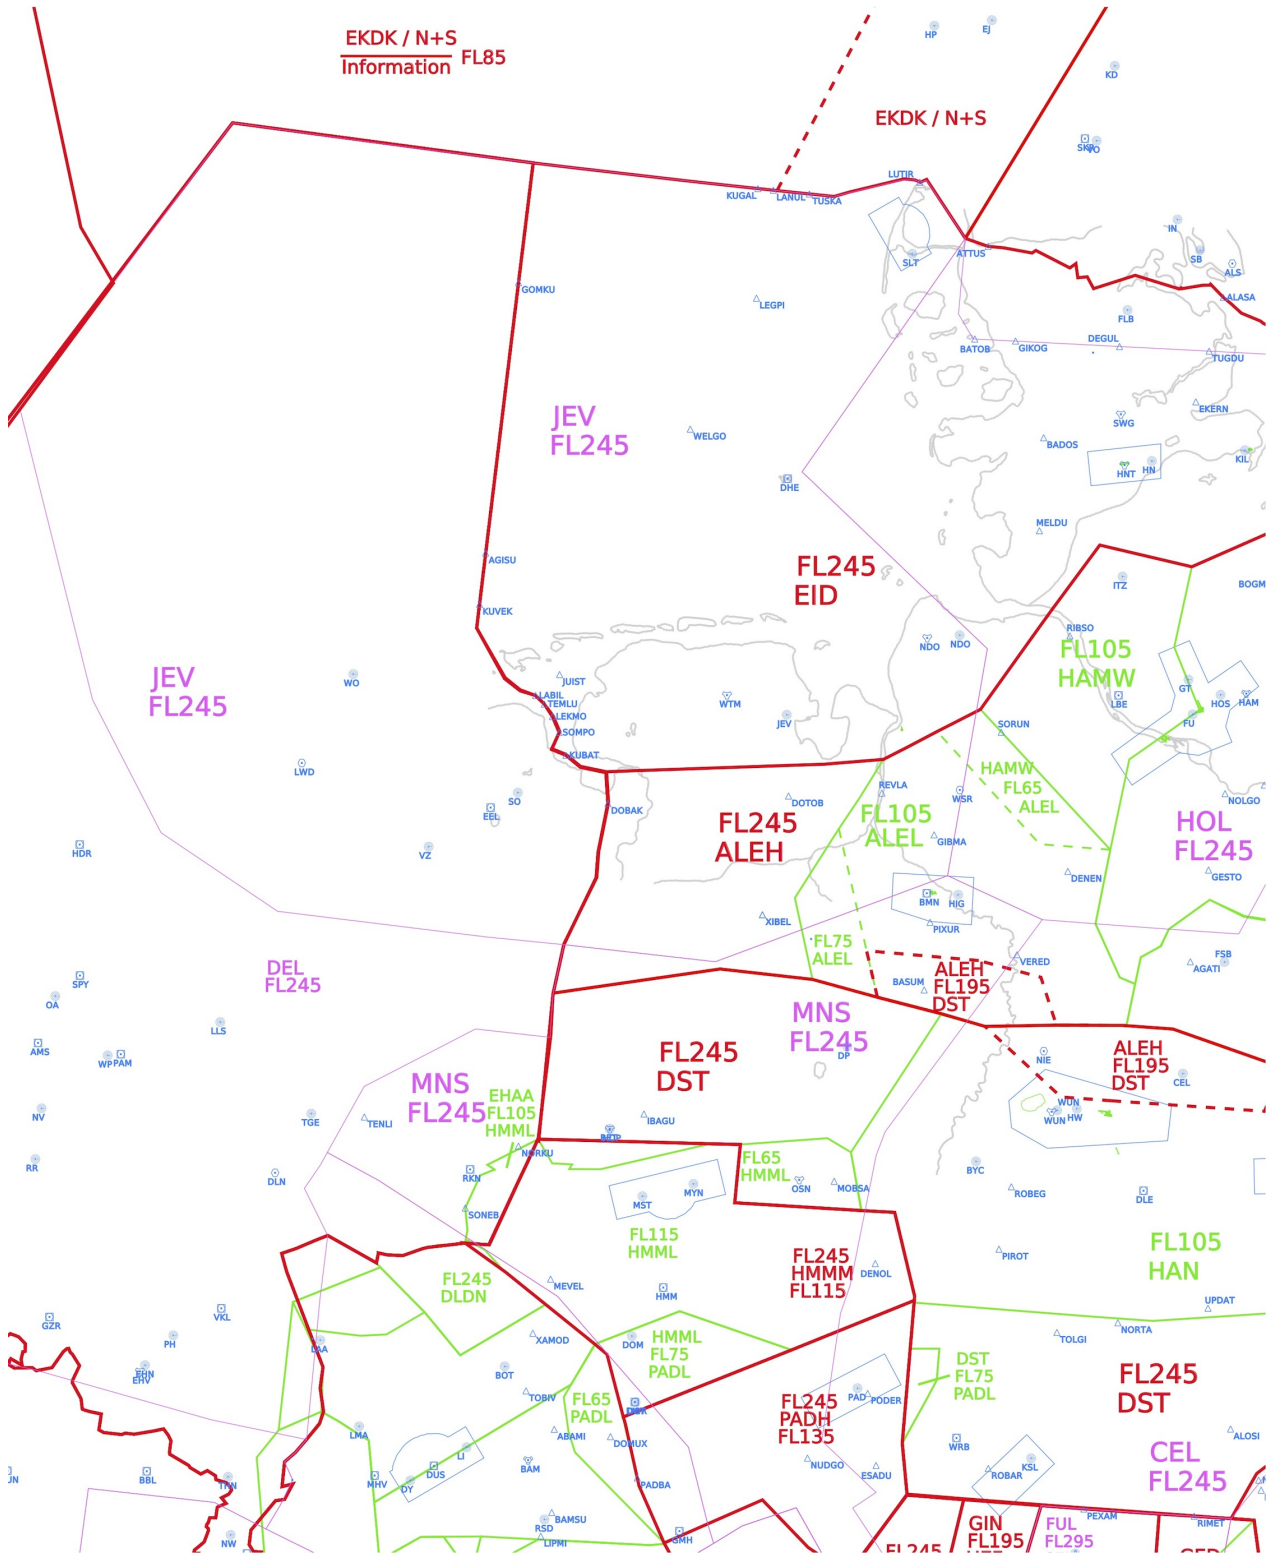 EKDK / N+S
Information FL85
HP
EJ
KD
EKDK / N+S
SKR
VO
LUTIR
KUGAL
LANUL
TUSKA
IN
SLT
ATTUS
SB
ALS
GOMKU
LEGPI
ALASA
FLB
BATOB
GIKOG
DEGUL
TUGDU
JEV
FL245
WELGO
EKERN
SWG
BADOS
HNT
HN
KIL
DHE
MELDU
AGISU
FL245
EID
ITZ
BOGM
KUVEK
RIBSO
NDO
NDO
FL105
HAMW
JEV
FL245
WO
JUIST
LABIL
TEMLU
LEKMO
WTM
JEV
GT
LBE
HOS
HAM
FU
SOMPO
SORUN
KUBAT
LWD
HAMW
FL65
ALEL
REVLA
WSR
NOLGO
SO
EEL
DOBAK
DOTOB
FL245
ALEH
FL105
ALEL
HOL
FL245
HDR
VZ
GIBMA
DENEN
GESTO
BMN
HIG
XIBEL
PIXUR
FL75
ALEL
VERED
FSB
AGATI
DEL
FL245
SPY
OA
ALEH
FL195
DST
BASUM
MNS
FL245
LLS
AMS
WP
PAM
FL245
DST
DP
NIE
ALEH
FL195
DST
CEL
MNS
FL245
EHAA
FL105
HMML
NV
TGE
TENLI
IBAGU
WUN
WUN
HW
RR
NORKU
FL65
HMML
DLN
RKN
MST
MYN
OSN
MOBSA
BYC
ROBEG
DLE
SONEB
FL115
HMML
FL105
HAN
PIROT
FL245
HMMM
FL115
DENOL
FL245
DLDN
MEVEL
HMM
VKL
UPDAT
GZR
PH
LAA
XAMOD
DOM
HMML
FL75
PADL
TOLGI
NORTA
EHN
EHV
BOT
DST
FL75
PADL
FL245
DST
TOBIV
FL65
PADL
PAD
PODER
FL245
PADH
FL135
LMA
ABAMI
DOMUX
WRB
ALOSI
CEL
FL245
LI
DUS
BAM
NUDGO
ESADU
ROBAR
KSL
BBL
TNN
MHV
DY
PADBA
BAMSU
RSD
LIPMI
GMH
NW
PEXAM
RIMET
GIN
FL195
FUL
FL295
FL245